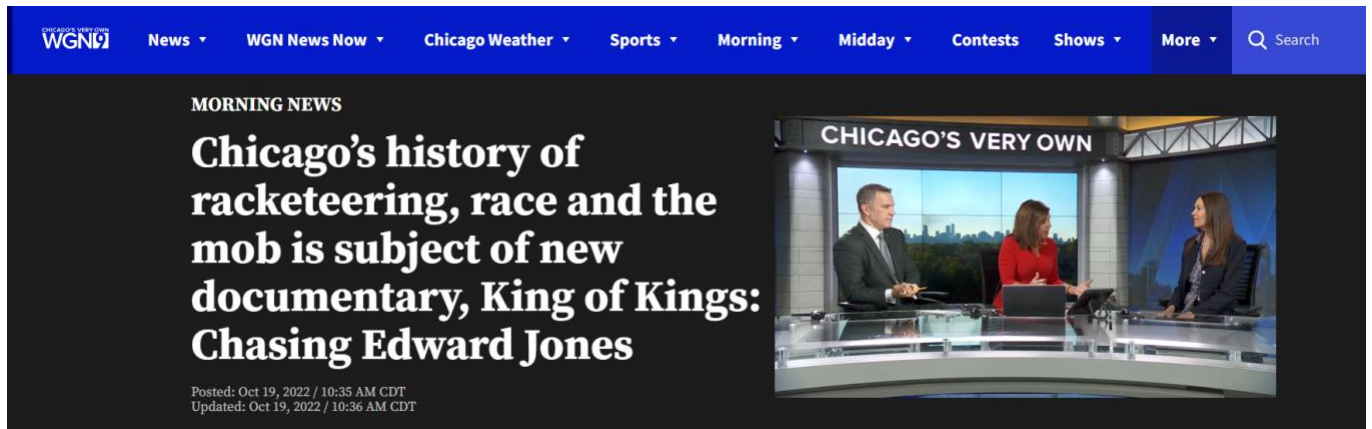 CHICAGO'S VERY OWN
WGN9
News
WGN News Now
Chicago Weather
Sports
Morning
Midday
Contests
Shows
More
Search
MORNING NEWS
Chicago's history of
racketeering, race and the
mob is subject of new
documentary, King of Kings:
Chasing Edward Jones
Posted: Oct 19, 2022 / 10:35 AM CDT
Updated: Oct 19, 2022 / 10:36 AM CDT
CHICAGO'S VERY OWN